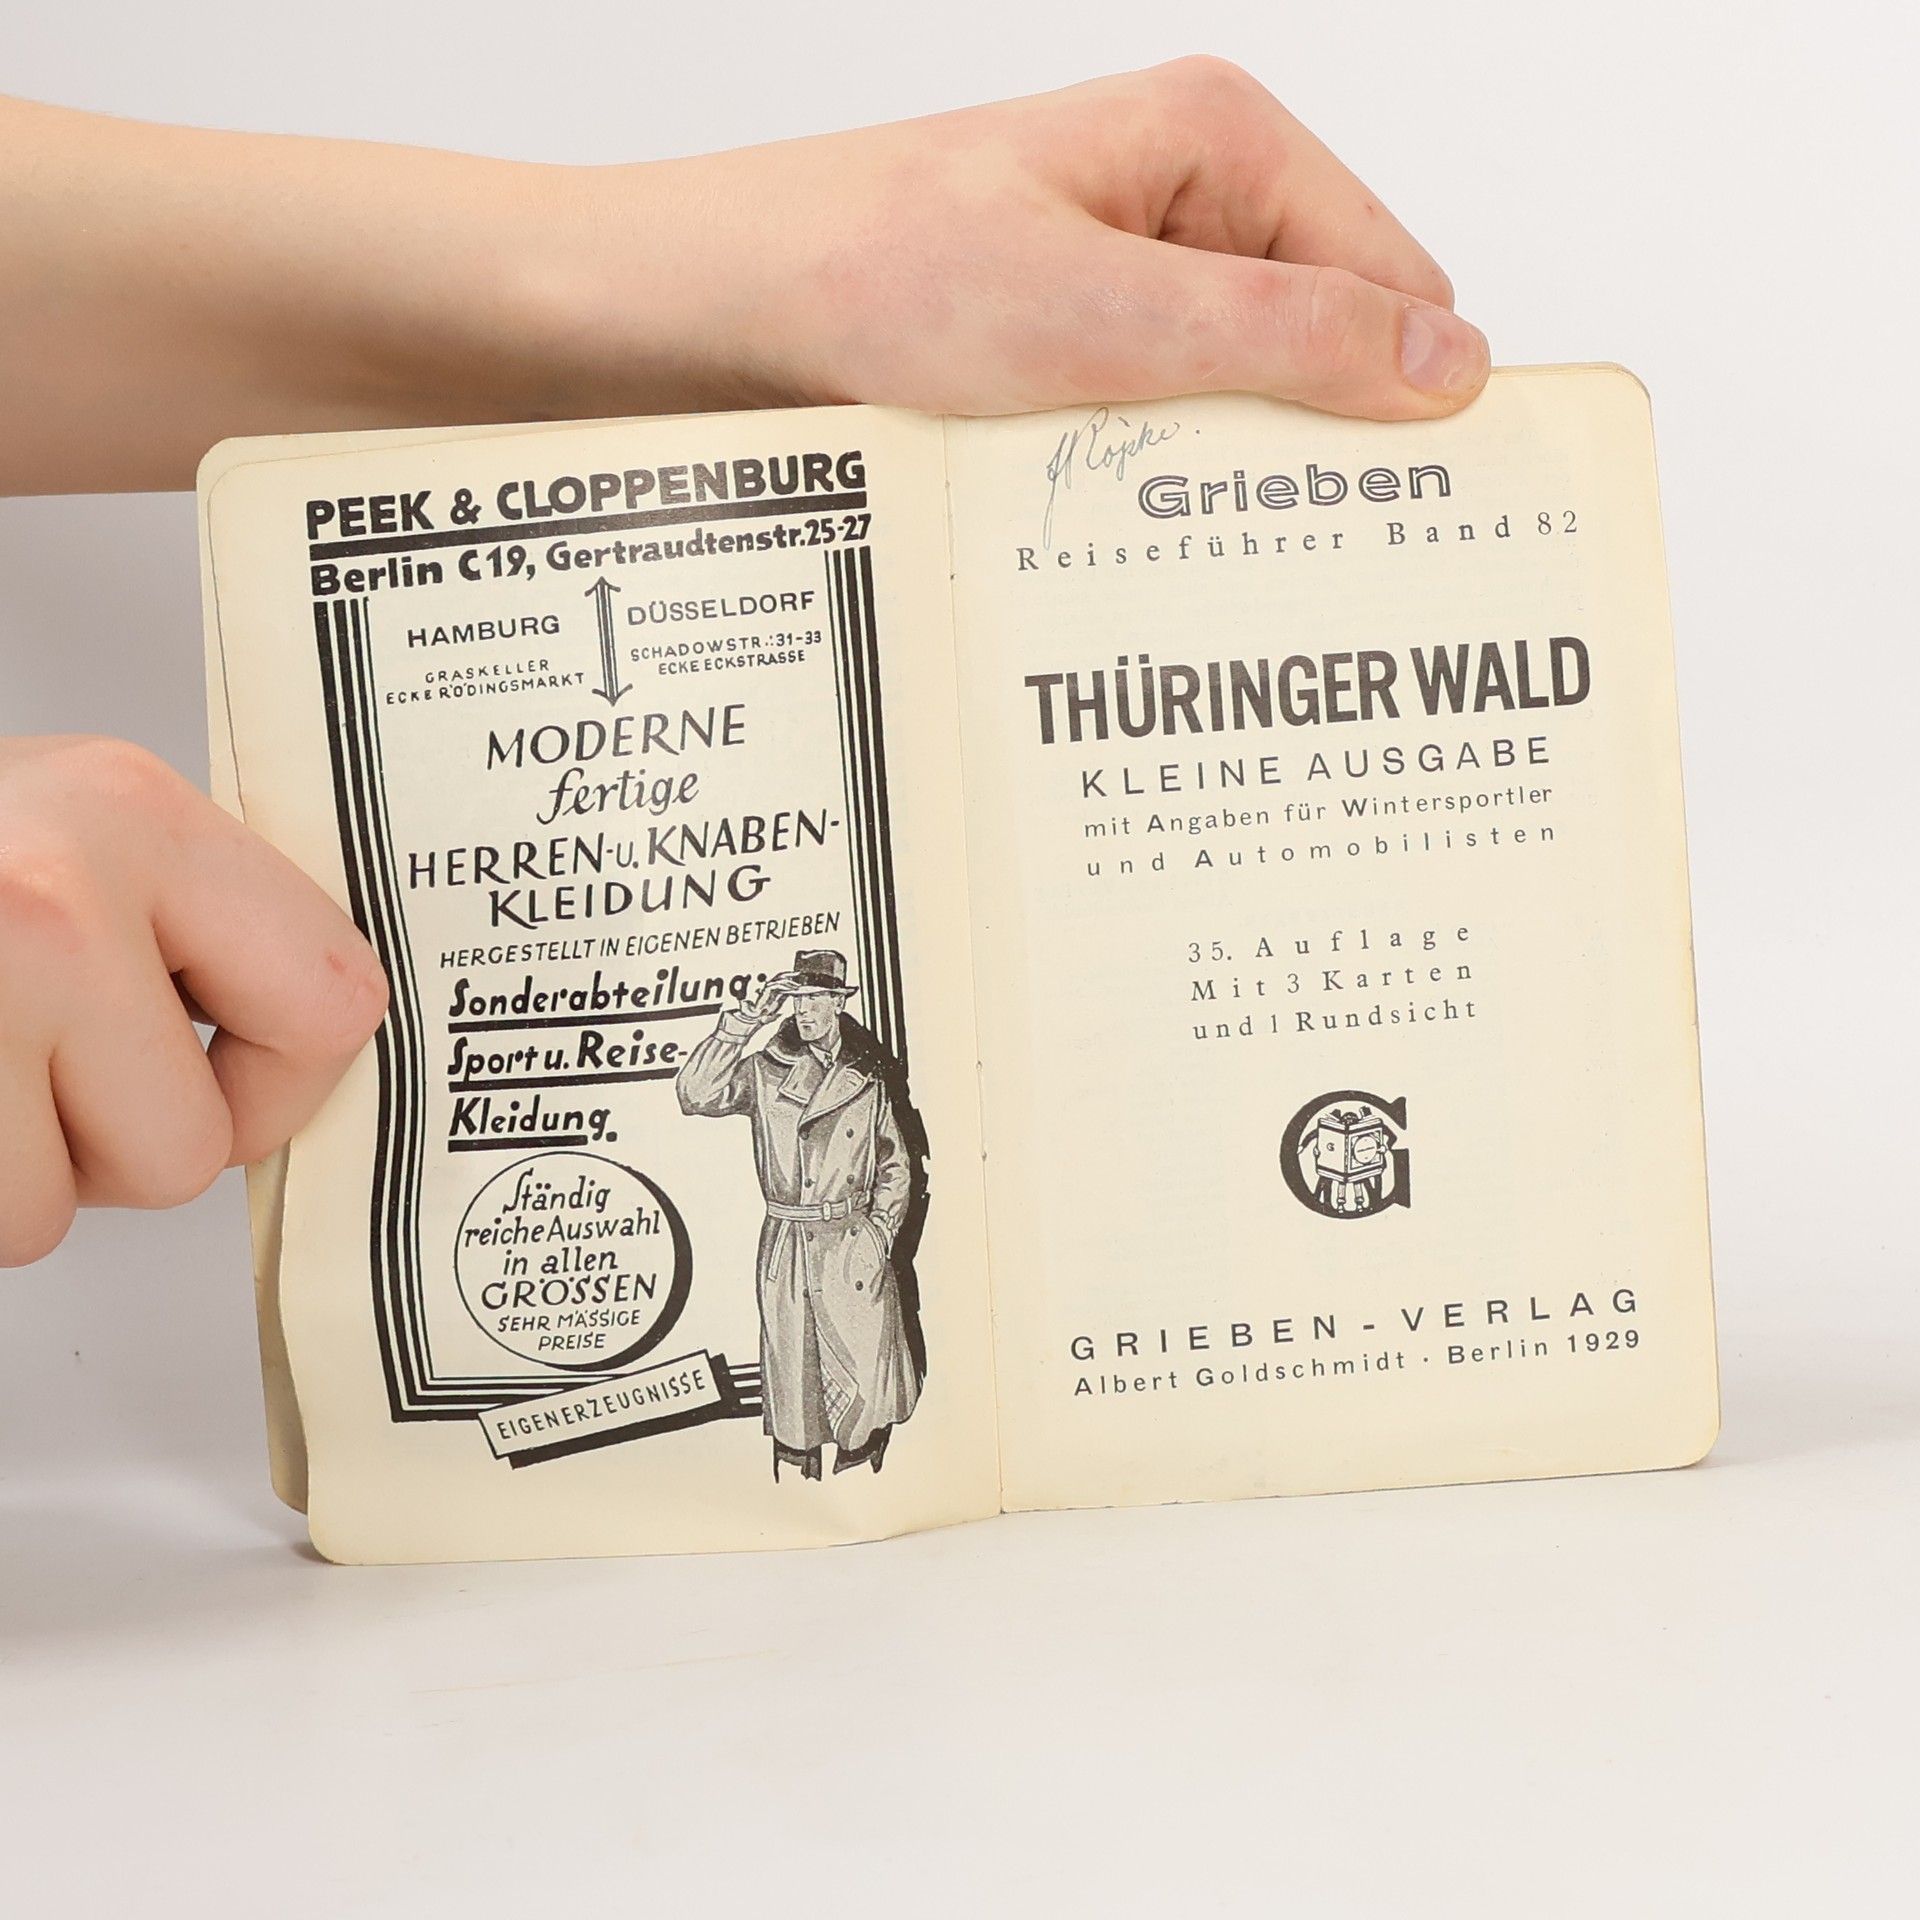 PEEK & CLOPPENBURG
Berlin C19, Gertraudtenstr. 25-27
HAMBURG
GRASKELLER
ECKE RÖDINGSMARKT
DÜSSELDORF
SCHADOWSTR.:31-33
ECKE ECKSTRASSE
MODERNE
fertige
HERREN-u. KNABEN-
KLEIDUNG
HERGESTELLT IN EIGENEN BETRIEBEN
Sonderabteilung:
Sport u. Reise-
Kleidung.
Ständig
reiche Auswahl
in allen
GRÖSSEN
SEHR MÄSSIGE
PREISE
EIGENERZEUGNISSE
Röpke.
Grieben
Reiseführer Band 82
THÜRINGER WALD
KLEINE AUSGABE
mit Angaben für Wintersportler
und Automobilisten
35. Auflage
Mit 3 Karten
und 1 Rundsicht
G
GRIEBEN-VERLAG
Albert Goldschmidt · Berlin 1929